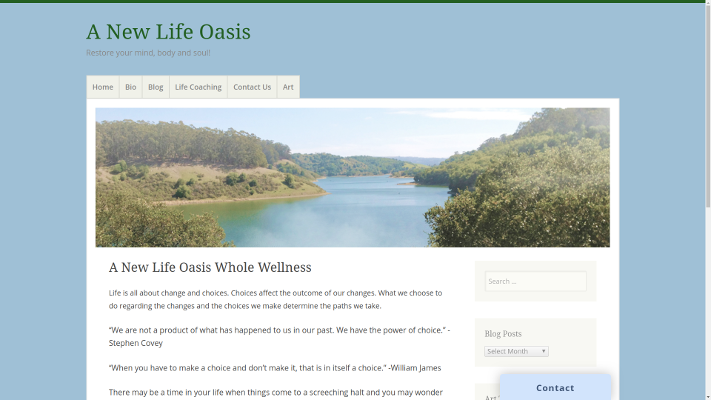 A New Life Oasis
Restore your mind, body and soul!
Home
Bio
Blog
Life Coaching
Contact Us
Art
A New Life Oasis Whole Wellness
Life is all about change and choices. Choices affect the outcome of our changes. What we choose to
do regarding the changes and the choices we make determine the paths we take.
“We are not a product of what has happened to us in our past. We have the power of choice.” -
Stephen Covey
“When you have to make a choice and don’t make it, that is in itself a choice.” -William James
There may be a time in your life when things come to a screeching halt and you may wonder
Search …
Blog Posts
Select Month
Art
Contact